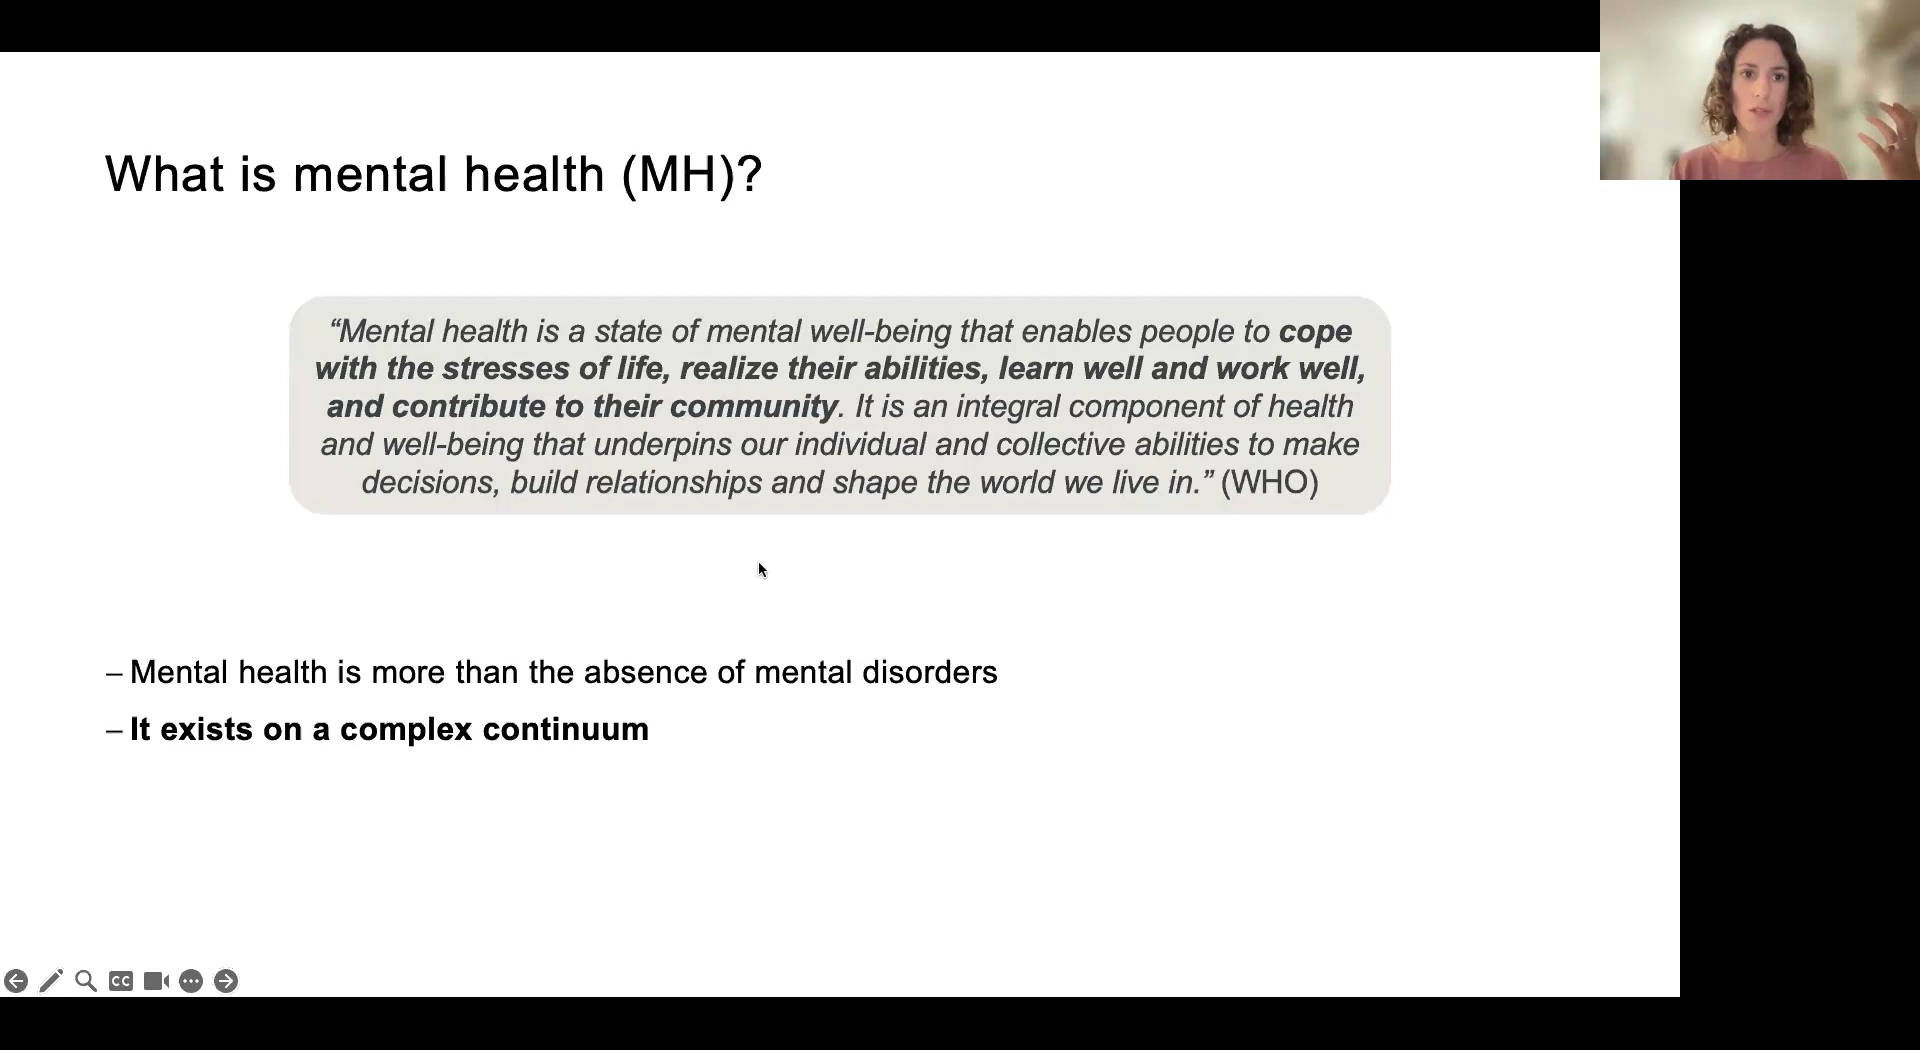 What is mental health (MH)?
“Mental health is a state of mental well-being that enables people to cope
with the stresses of life, realize their abilities, learn well and work well,
and contribute to their community. It is an integral component of health
and well-being that underpins our individual and collective abilities to make
decisions, build relationships and shape the world we live in.” (WHO)
– Mental health is more than the absence of mental disorders
– It exists on a complex continuum
CC